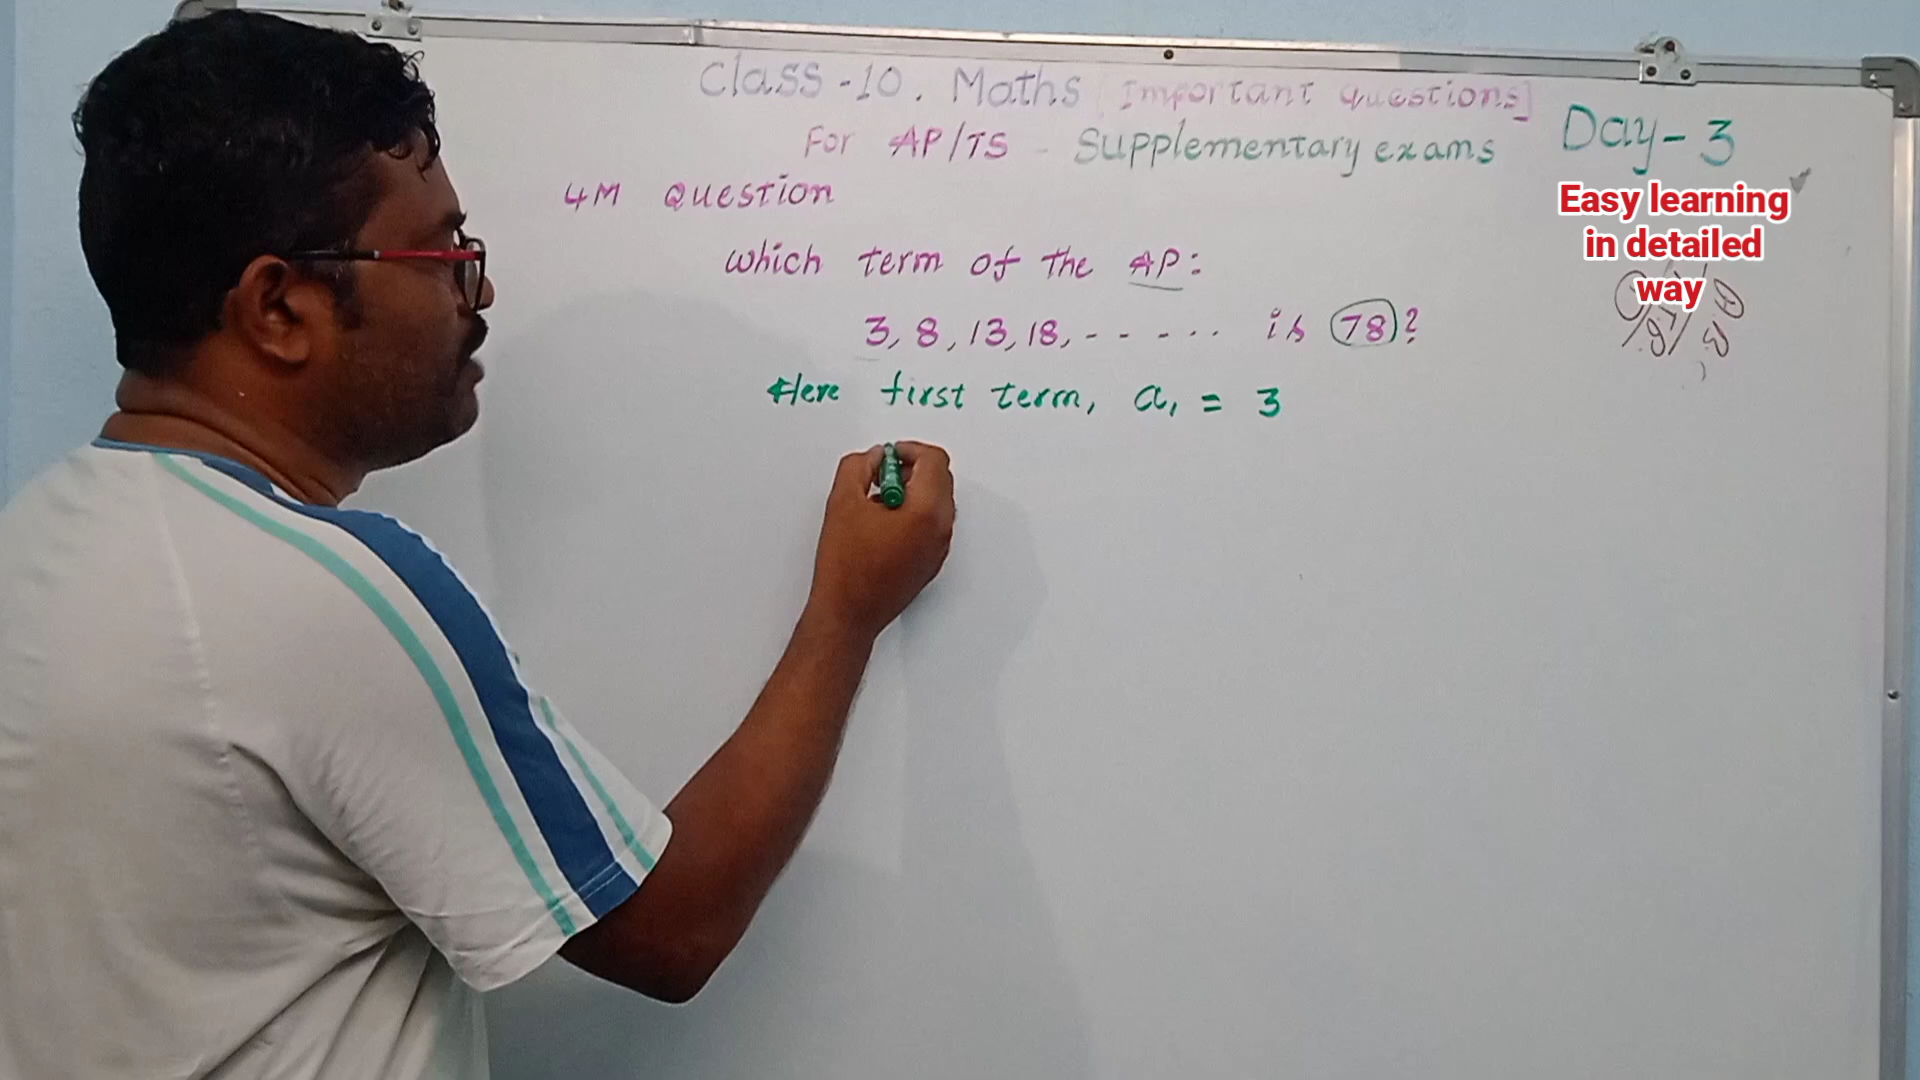 Class-10. Maths [Important Questions]
For AP/TS - Supplementary exams
Day-3
Easy learning
in detailed
way
4M Question
which term of the AP:
3, 8, 13, 18, - - - - . . is 78?
Here first term, a₁ = 3